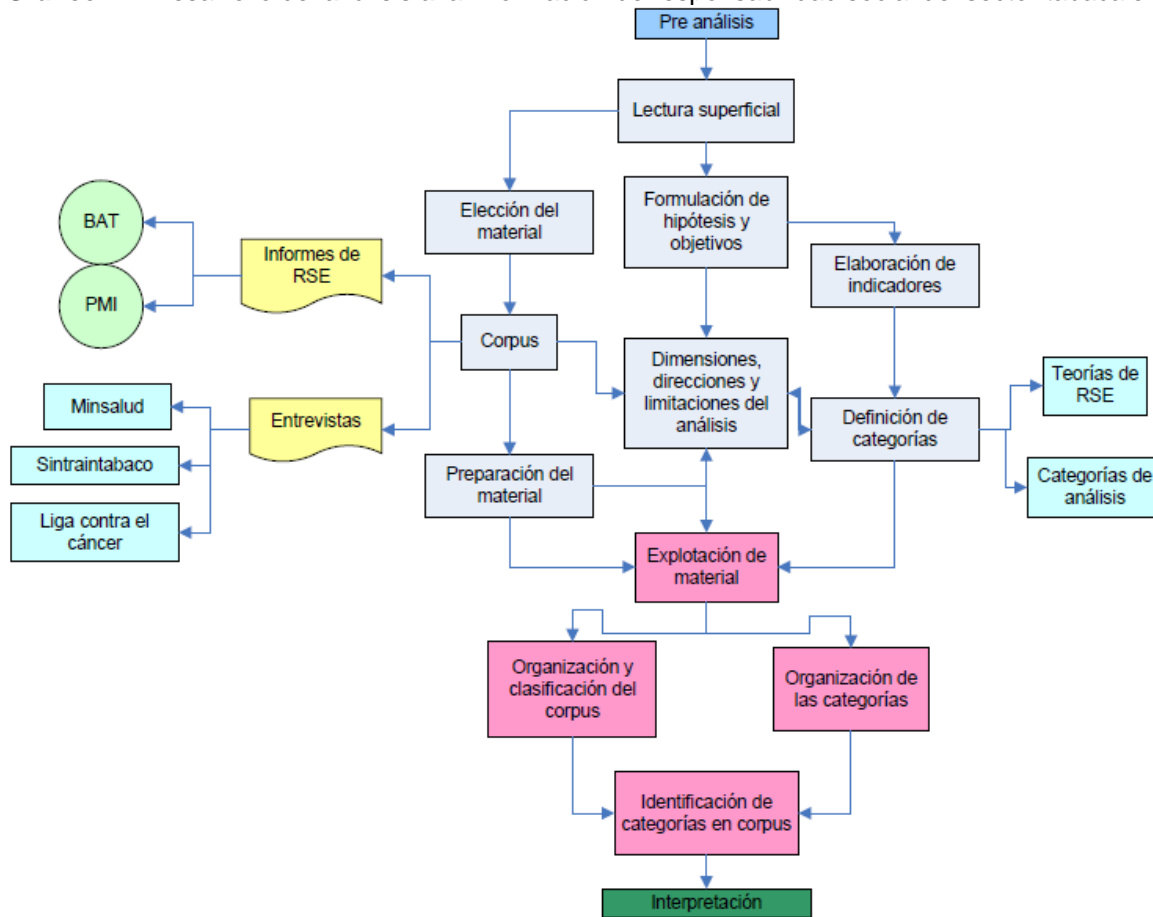 Pre análisis
Lectura superficial
Elección del
material
Formulación de
hipótesis y
objetivos
BAT
Informes de
RSE
Elaboración de
indicadores
PMI
Corpus
Dimensiones,
direcciones y
limitaciones del
análisis
Teorías de
RSE
Minsalud
Entrevistas
Definición de
categorías
Sintraintabaco
Preparación del
material
Categorías de
análisis
Liga contra el
cáncer
Explotación de
material
Organización y
clasificación del
corpus
Organización de
las categorías
Identificación de
categorías en corpus
Interpretación